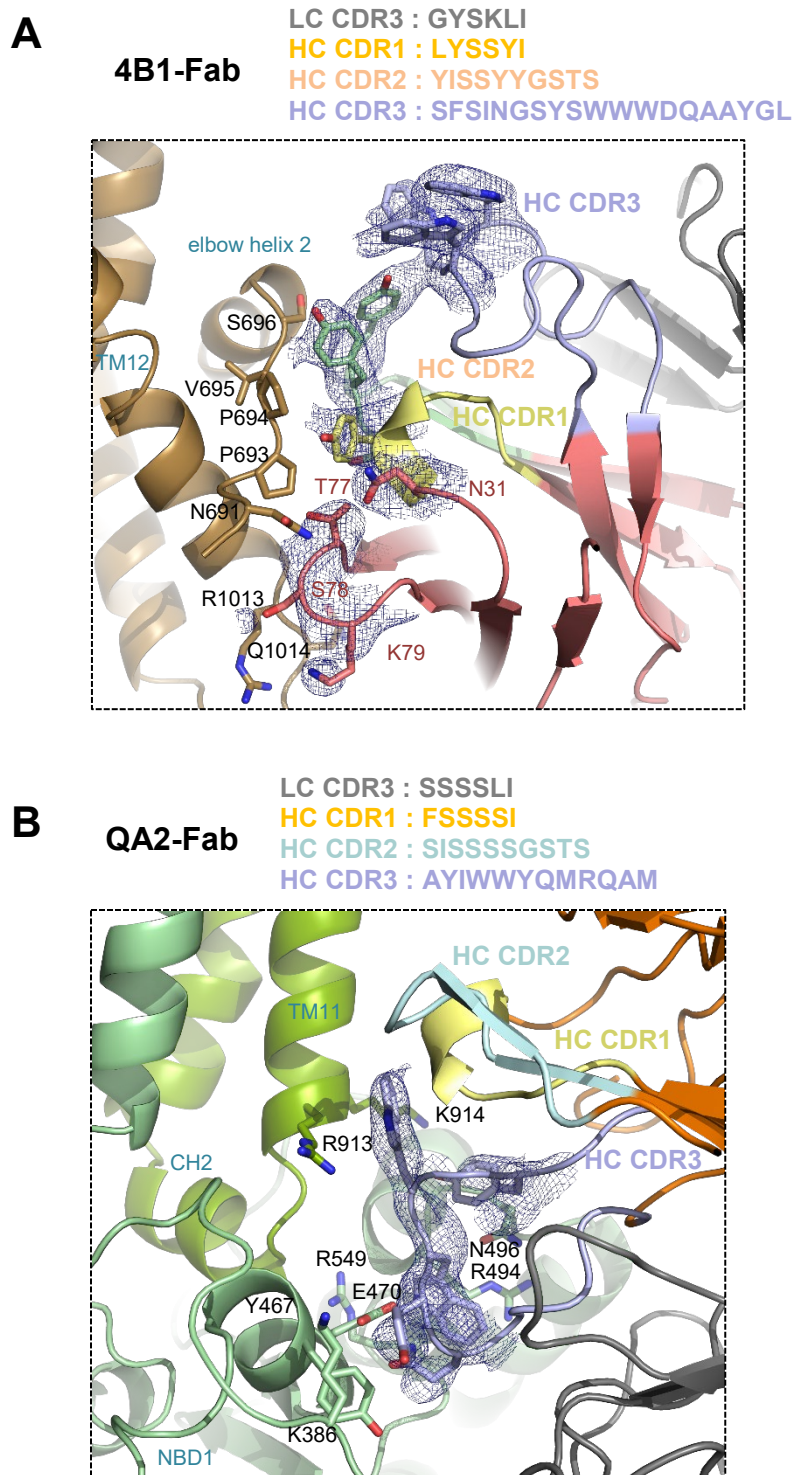 A
4B1-Fab
LC CDR3 : GYSKLI
HC CDR1 : LYSSYI
HC CDR2 : YISSYYGSTS
HC CDR3 : SFSINGSYSWWWDQAAYGL
HC CDR3
elbow helix 2
S696
TM12
HC CDR2
V695
P694
HC CDR1
P693
T77
N31
N691
R1013
S78
Q1014
K79
B
QA2-Fab
LC CDR3 : SSSSLI
HC CDR1 : FSSSSI
HC CDR2 : SISSSSGSTS
HC CDR3 : AYIWWYQMRQAM
HC CDR2
TM11
HC CDR1
K914
R913
CH2
HC CDR3
N496
R549
R494
E470
Y467
K386
NBD1